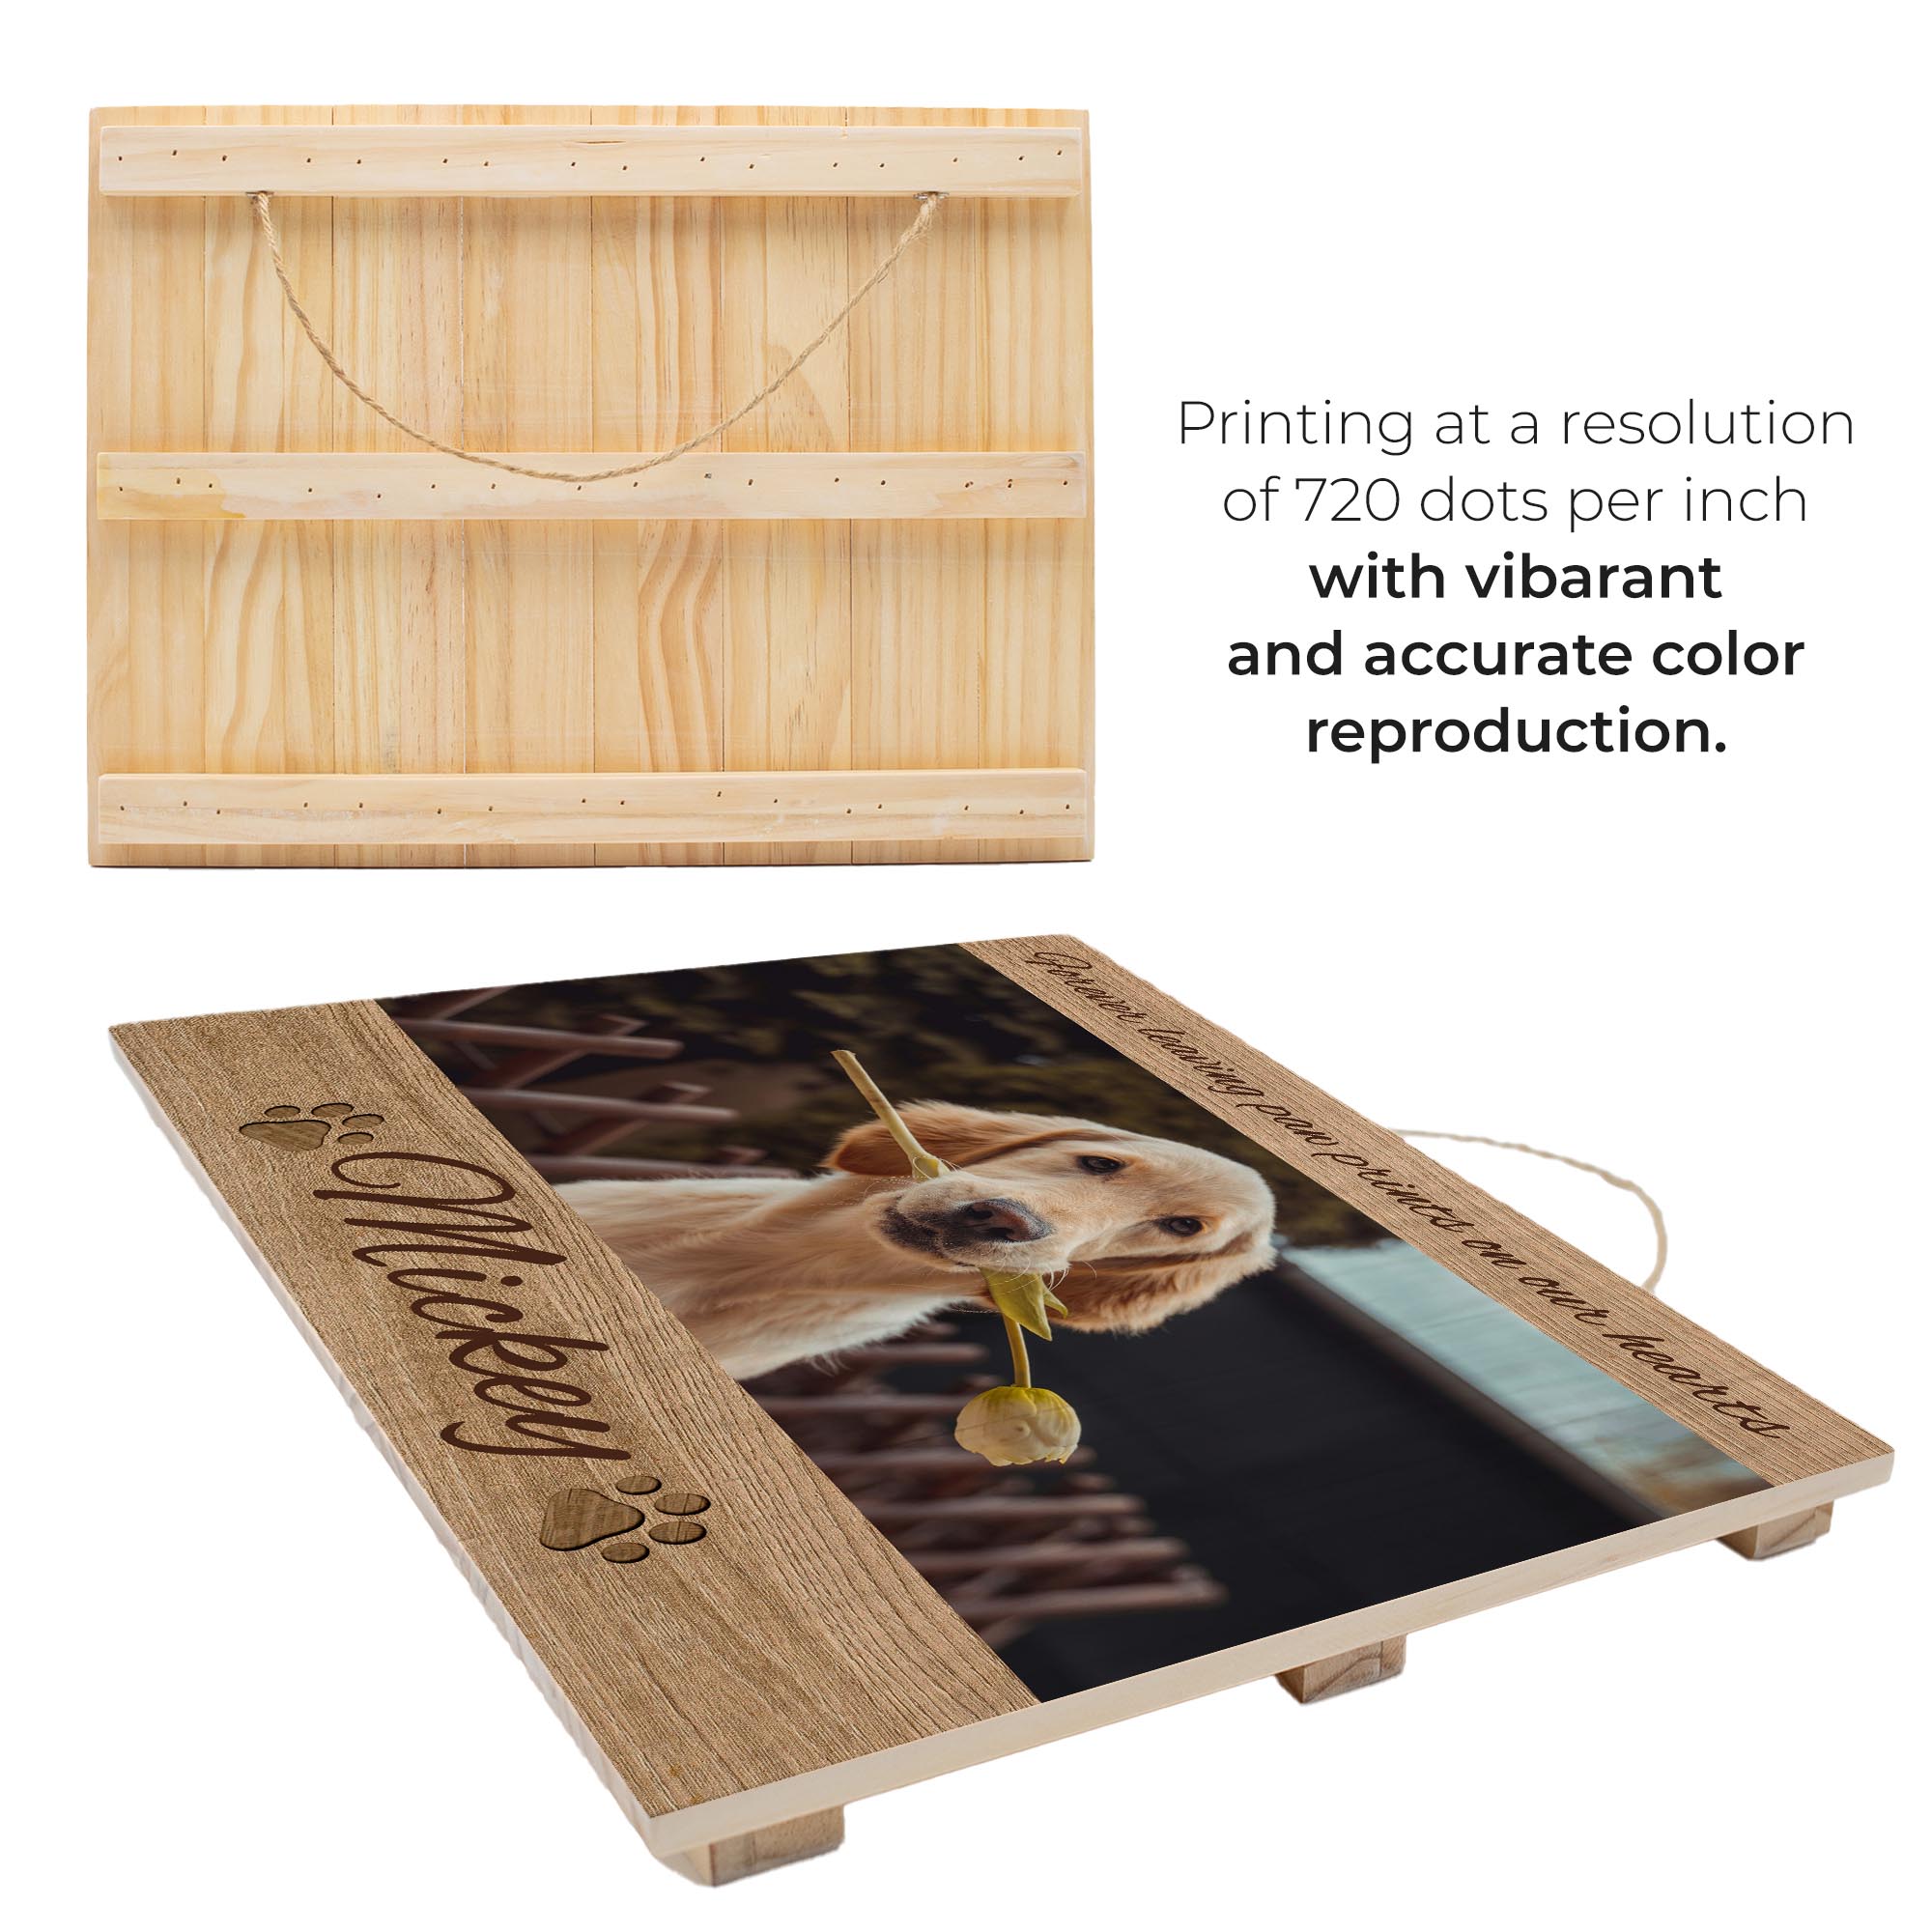 Printing at a resolution
of 720 dots per inch
with vibarant
and accurate color
reproduction.
Forever leaving paw prints on our hearts
Mickey